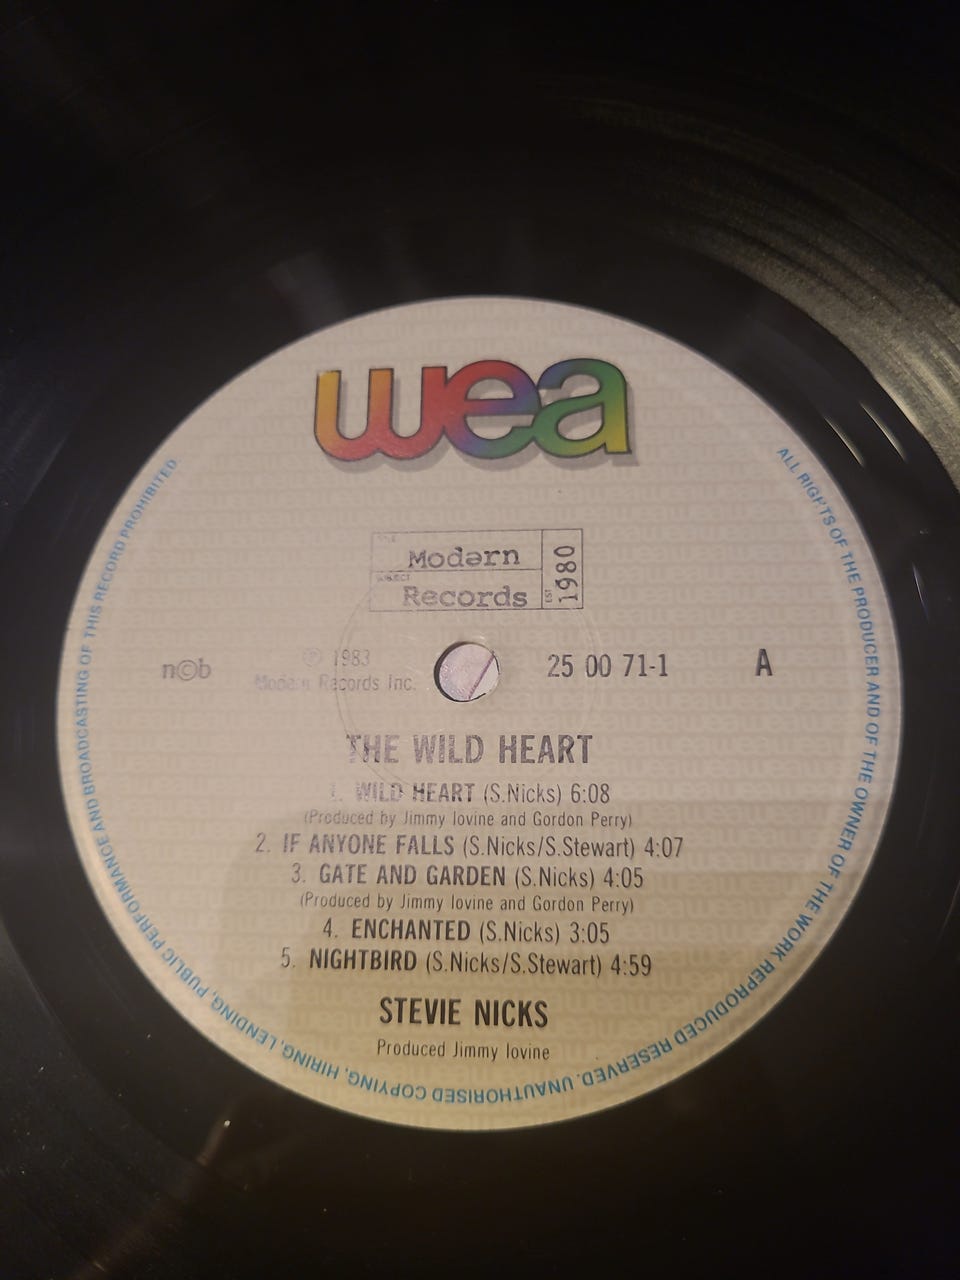 wea
TITLE
Modern
SUBJECT
Records
EST
1980
n©b
℗ 1983
Modern Records Inc.
25 00 71-1
A
THE WILD HEART
1. WILD HEART (S.Nicks) 6:08
(Produced by Jimmy Iovine and Gordon Perry)
2. IF ANYONE FALLS (S.Nicks/S.Stewart) 4:07
3. GATE AND GARDEN (S.Nicks) 4:05
(Produced by Jimmy Iovine and Gordon Perry)
4. ENCHANTED (S.Nicks) 3:05
5. NIGHTBIRD (S.Nicks/S.Stewart) 4:59
STEVIE NICKS
Produced Jimmy Iovine
ALL RIGHTS OF THE PRODUCER AND OF THE OWNER OF THE WORK REPRODUCED RESERVED. UNAUTHORISED COPYING, HIRING, LENDING, PUBLIC PERFORMANCE AND BROADCASTING OF THIS RECORD PROHIBITED